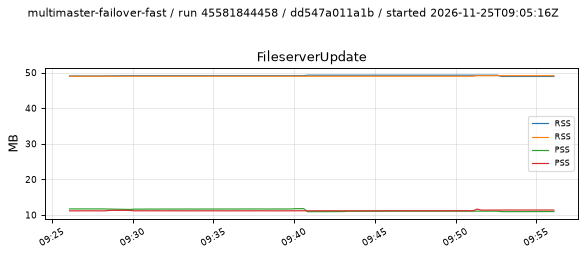 multimaster-failover-fast / run 45581844458 / dd547a011a1b / started 2026-11-25T09:05:16Z
FileserverUpdate
MB
50
40
30
20
10
RSS
RSS
PSS
PSS
09:25
09:30
09:35
09:40
09:45
09:50
09:55